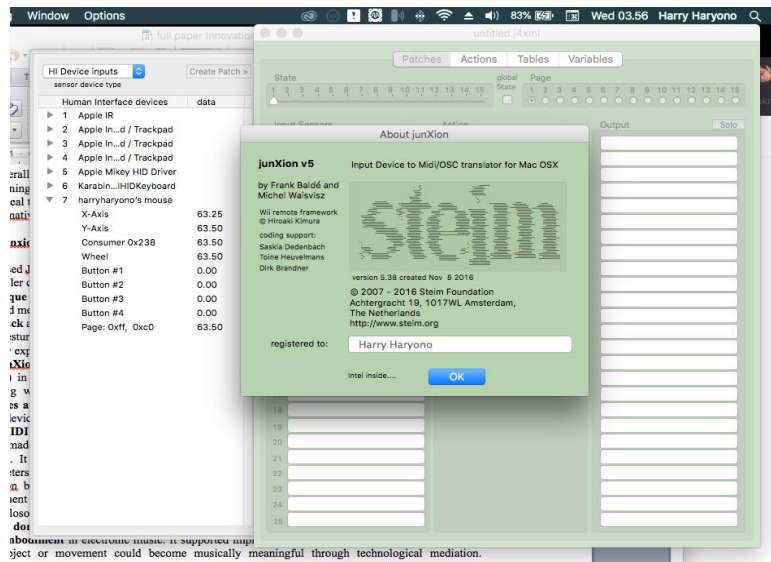 Window Options 83% Wed 03.56 Harry Haryono
full paper Innovation
untitled.j4xml
Patches Actions Tables Variables
HI Device inputs Create Patch >
sensor device type
State global State Page
1 2 3 4 5 6 7 8 9 10 11 12 13 14 15 1 2 3 4 5 6 7 8 9 10 11 12 13 14 15
Input Sensors Action Output Solo
Human Interface devices data
1 Apple IR
2 Apple In...d / Trackpad
3 Apple In...d / Trackpad
4 Apple In...d / Trackpad
5 Apple Mikey HID Driver
6 Karabin...lHIDKeyboard
7 harryharyono's mouse
X-Axis 63.25
Y-Axis 63.50
Consumer 0x238 63.50
Wheel 63.50
Button #1 0.00
Button #2 0.00
Button #3 0.00
Button #4 0.00
Page: 0xff, 0xc0 63.50
About junXion
junXion v5 Input Device to Midi/OSC translator for Mac OSX
by Frank Baldé and
Michel Waisvisz
Wii remote framework
© Hiroaki Kimura
coding support:
Saskia Dedenbach
Toine Heuvelmans
Dirk Brandner
steim
version 5.38 created Nov 8 2016
© 2007 - 2016 Steim Foundation
Achtergracht 19, 1017WL Amsterdam,
The Netherlands
http://www.steim.org
registered to: Harry Haryono
Intel inside.... OK
18
19
20
21
22
23
24
25
embodiment in electronic music. It supported
object or movement could become musically meaningful through technological mediation.